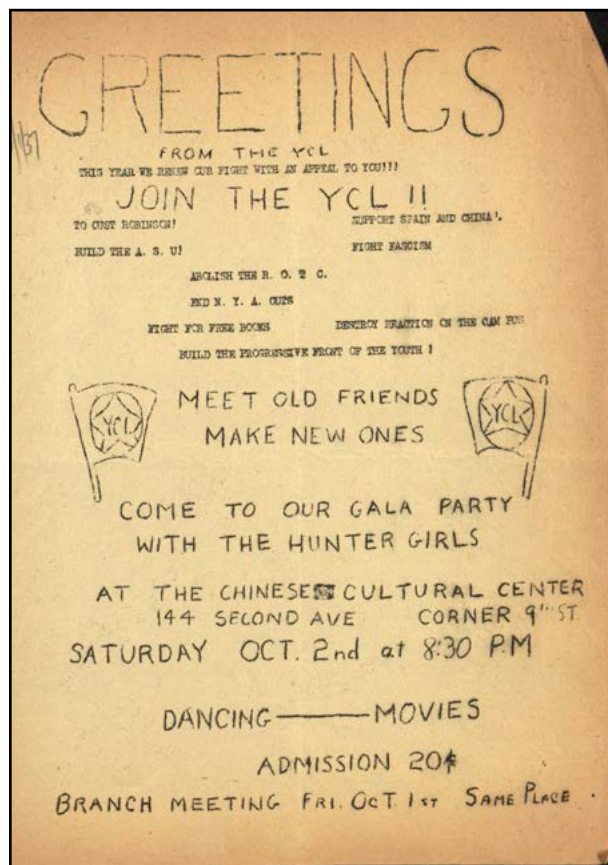 GREETINGS
FROM THE YCL
THIS YEAR WE RENEW OUR FIGHT WITH AN APPEAL TO YOU!!!
JOIN THE YCL !!
TO OUST ROBINSON! SUPPORT SPAIN AND CHINA!
BUILD THE A. S. U! FIGHT FASCISM
ABOLISH THE R. O. T C.
END N. Y. A. CUTS
FIGHT FOR FREE BOOKS DESTROY REACTION ON THE CAM PUS
BUILD THE PROGRESSIVE FRONT OF THE YOUTH !
YCL MEET OLD FRIENDS YCL
MAKE NEW ONES
COME TO OUR GALA PARTY
WITH THE HUNTER GIRLS
AT THE CHINESE CULTURAL CENTER
144 SECOND AVE CORNER 9" ST
SATURDAY OCT. 2nd at 8:30 P.M
DANCING——MOVIES
ADMISSION 20¢
BRANCH MEETING FRI. OCT. 1ST SAME PLACE.